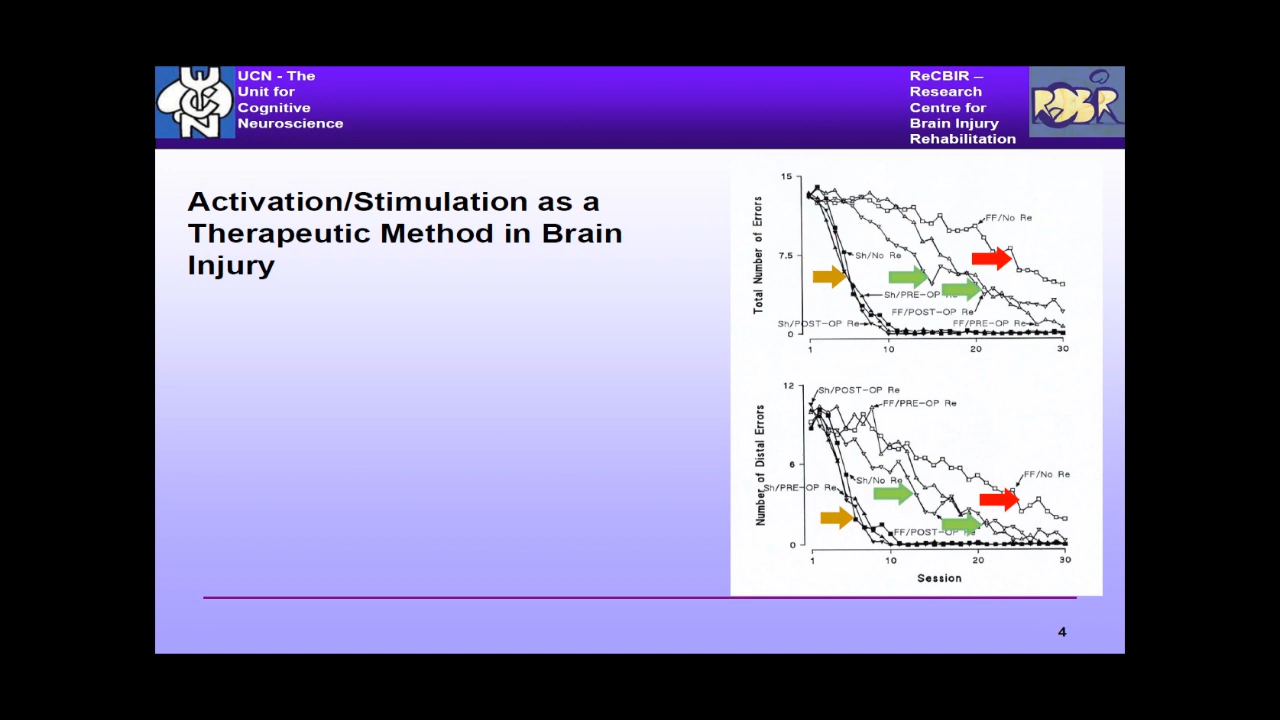 UCN - The
Unit for
Cognitive
Neuroscience
ReCBIR –
Research
Centre for
Brain Injury
Rehabilitation
UCN
Activation/Stimulation as a
Therapeutic Method in Brain
Injury
Total Number of Errors
15
7.5
0
FF/No Re
Sh/No Re
Sh/PRE-OP Re
FF/POST-OP Re
Sh/POST-OP Re
FF/PRE-OP Re
1 10 20 30
Number of Distal Errors
12
6
0
Sh/POST-OP Re
FF/PRE-OP Re
FF/No Re
Sh/No Re
Sh/PRE-OP Re
FF/POST-OP Re
1 10 20 30
Session
4